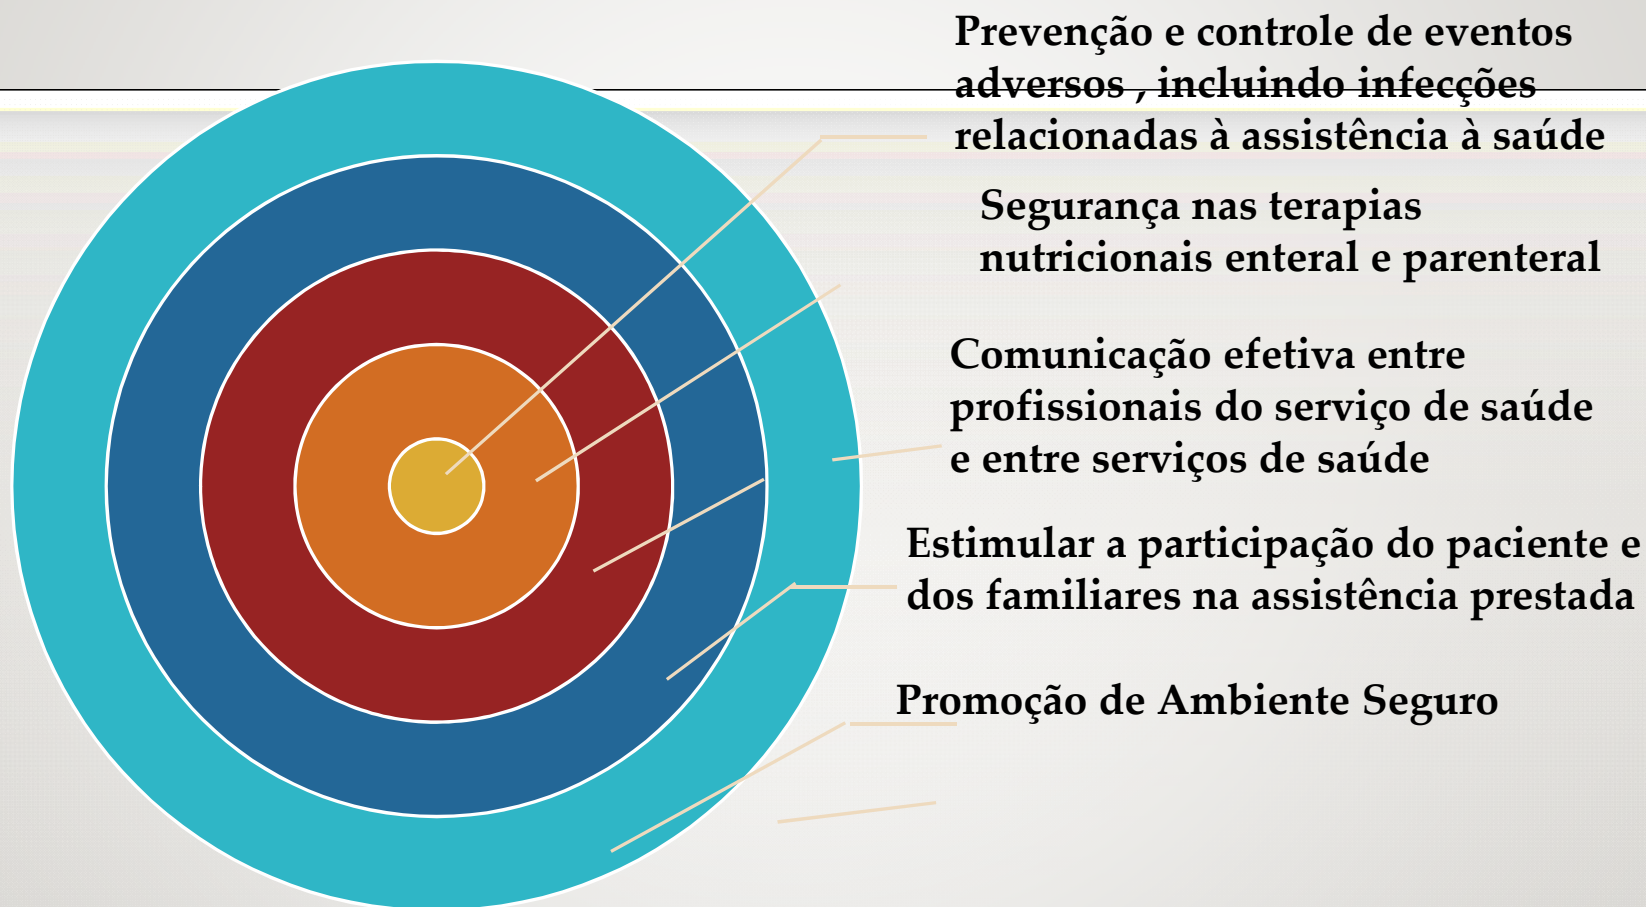 Prevenção e controle de eventos
adversos , incluindo infecções
relacionadas à assistência à saúde
Segurança nas terapias
nutricionais enteral e parenteral
Comunicação efetiva entre
profissionais do serviço de saúde
e entre serviços de saúde
Estimular a participação do paciente e
dos familiares na assistência prestada
Promoção de Ambiente Seguro